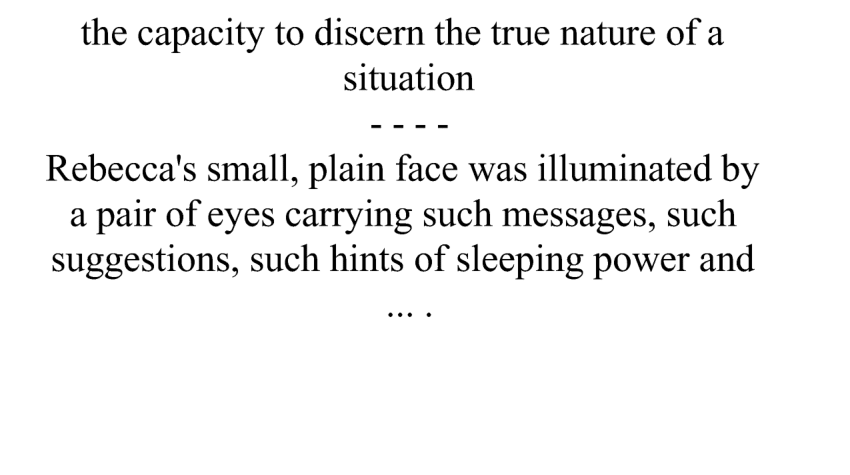 the capacity to discern the true nature of a
situation
- - - -
Rebecca's small, plain face was illuminated by
a pair of eyes carrying such messages, such
suggestions, such hints of sleeping power and
... .